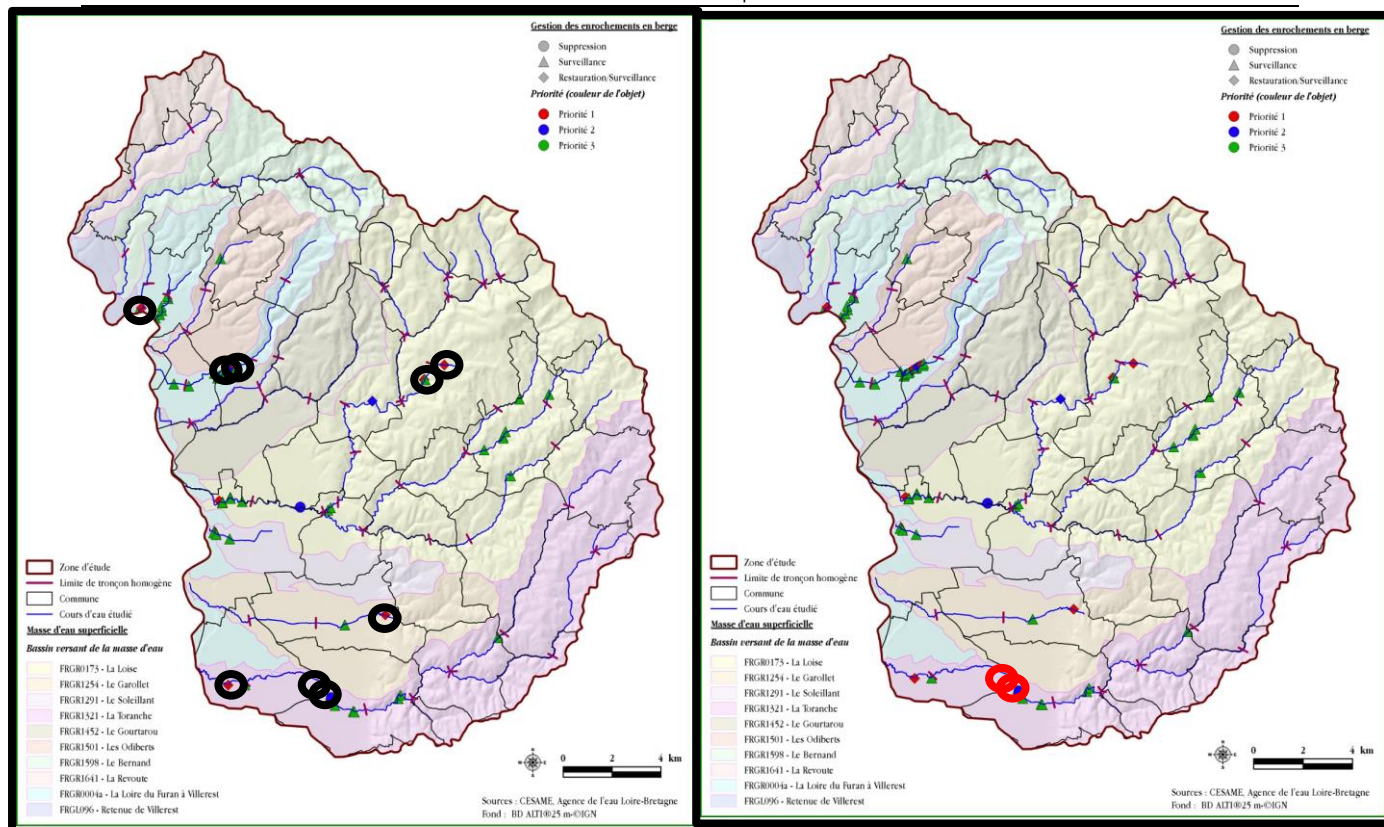 Gestion des enrochements en berge
Suppression
Surveillance
Restauration/Surveillance
Priorité (couleur de l'objet)
Priorité 1
Priorité 2
Priorité 3
Zone d'étude
Limite de tronçon homogène
Commune
Cours d'eau étudié
Masse d'eau superficielle
Bassin versant de la masse d'eau
FRGR0173 - La Loise
FRGR1254 - Le Garollet
FRGR1291 - Le Soleillant
FRGR1321 - La Toranche
FRGR1452 - Le Gourtarou
FRGR1501 - Les Odiberts
FRGR1598 - Le Bernand
FRGR1641 - La Revoute
FRGR0004a - La Loire du Furan à Villerest
FRGL096 - Retenue de Villerest
0 2 4 km
Sources : CESAME, Agence de l'eau Loire-Bretagne
Fond : BD ALTI®25 m-©IGN
Gestion des enrochements en berge
Suppression
Surveillance
Restauration/Surveillance
Priorité (couleur de l'objet)
Priorité 1
Priorité 2
Priorité 3
Zone d'étude
Limite de tronçon homogène
Commune
Cours d'eau étudié
Masse d'eau superficielle
Bassin versant de la masse d'eau
FRGR0173 - La Loise
FRGR1254 - Le Garollet
FRGR1291 - Le Soleillant
FRGR1321 - La Toranche
FRGR1452 - Le Gourtarou
FRGR1501 - Les Odiberts
FRGR1598 - Le Bernand
FRGR1641 - La Revoute
FRGR0004a - La Loire du Furan à Villerest
FRGL096 - Retenue de Villerest
0 2 4 km
Sources : CESAME, Agence de l'eau Loire-Bretagne
Fond : BD ALTI®25 m-©IGN